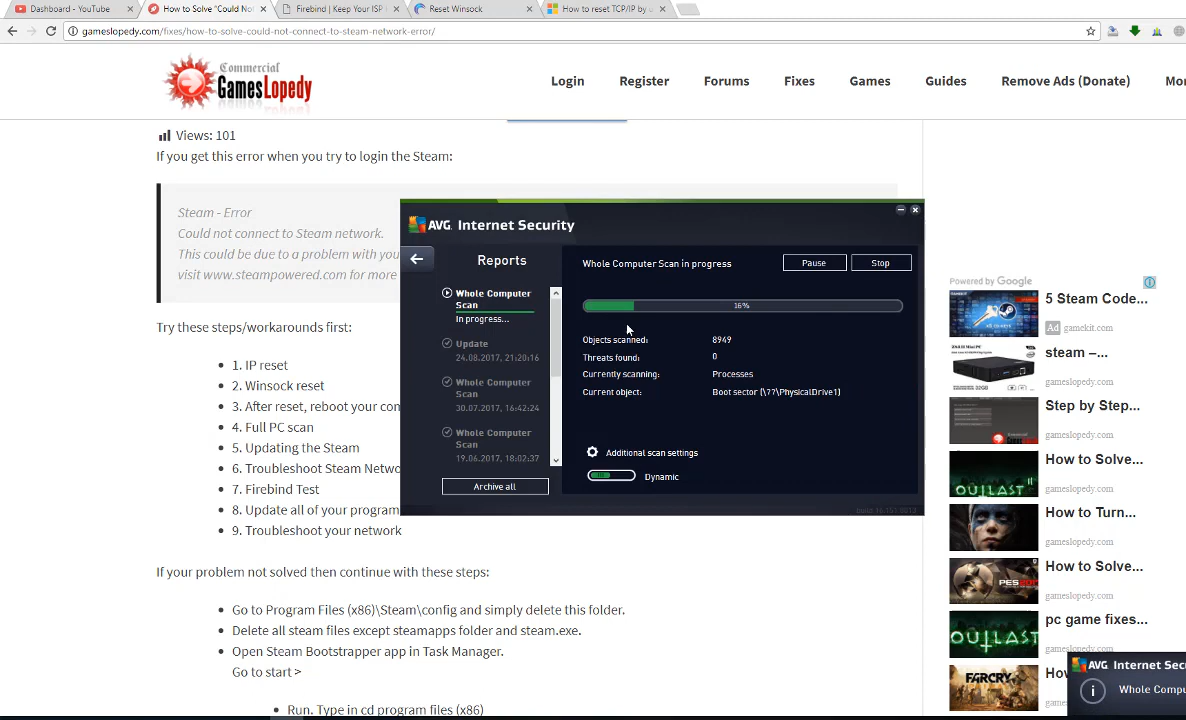 Dashboard - YouTube
How to Solve "Could No
Firebind | Keep Your ISP
Reset Winsock
How to reset TCP/IP by u
gameslopedy.com/fixes/how-to-solve-could-not-connect-to-steam-network-error/
Commercial
GamesLopedy
Login Register Forums Fixes Games Guides Remove Ads (Donate) Mor
Views: 101
If you get this error when you try to login the Steam:
Steam - Error
Could not connect to Steam network.
This could be due to a problem with you
visit www.steampowered.com for more
Try these steps/workarounds first:
1. IP reset
2. Winsock reset
3. After reset, reboot your con
4. Full PC scan
5. Updating the Steam
6. Troubleshoot Steam Netwo
7. Firebind Test
8. Update all of your program
9. Troubleshoot your network
If your problem not solved then continue with these steps:
Go to Program Files (x86)\Steam\config and simply delete this folder.
Delete all steam files except steamapps folder and steam.exe.
Open Steam Bootstrapper app in Task Manager.
Go to start >
Run. Type in cd program files (x86)
AVG. Internet Security
Reports
Whole Computer
Scan
In progress...
Update
24.08.2017, 21:20:16
Whole Computer
Scan
30.07.2017, 16:42:24
Whole Computer
Scan
19.06.2017, 18:02:37
Archive all
Whole Computer Scan in progress
Pause
Stop
16%
Objects scanned: 8949
Threats found: 0
Currently scanning: Processes
Current object: Boot sector (\??\PhysicalDrive1)
Additional scan settings
Dynamic
Powered by Google
5 Steam Code...
Ad gamekit.com
steam –...
gameslopedy.com
Step by Step...
gameslopedy.com
How to Solve...
gameslopedy.com
How to Turn...
gameslopedy.com
How to Solve...
gameslopedy.com
pc game fixes...
gameslopedy.com
Ho
gam
AVG. Internet Secu
Whole Compu